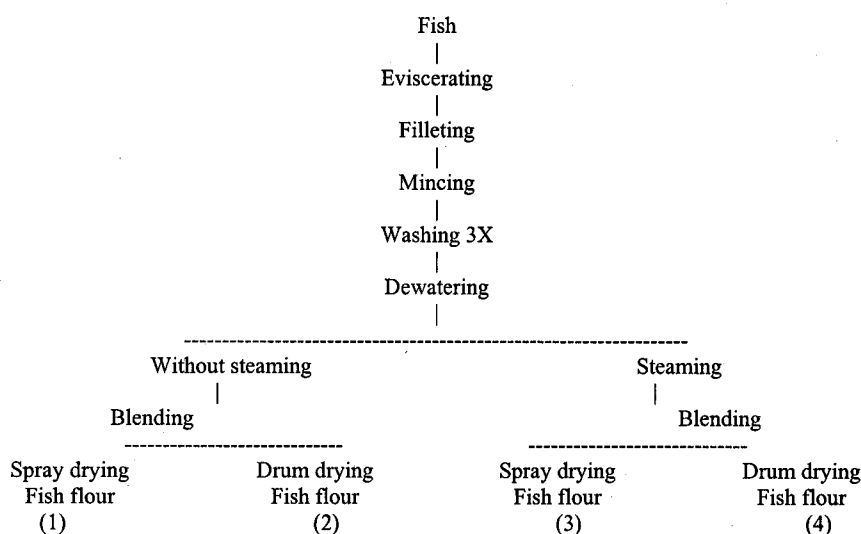 Fish
Eviscerating
Filleting
Mincing
Washing 3X
Dewatering
Without steaming
Steaming
Blending
Blending
Spray drying
Fish flour
(1)
Drum drying
Fish flour
(2)
Spray drying
Fish flour
(3)
Drum drying
Fish flour
(4)